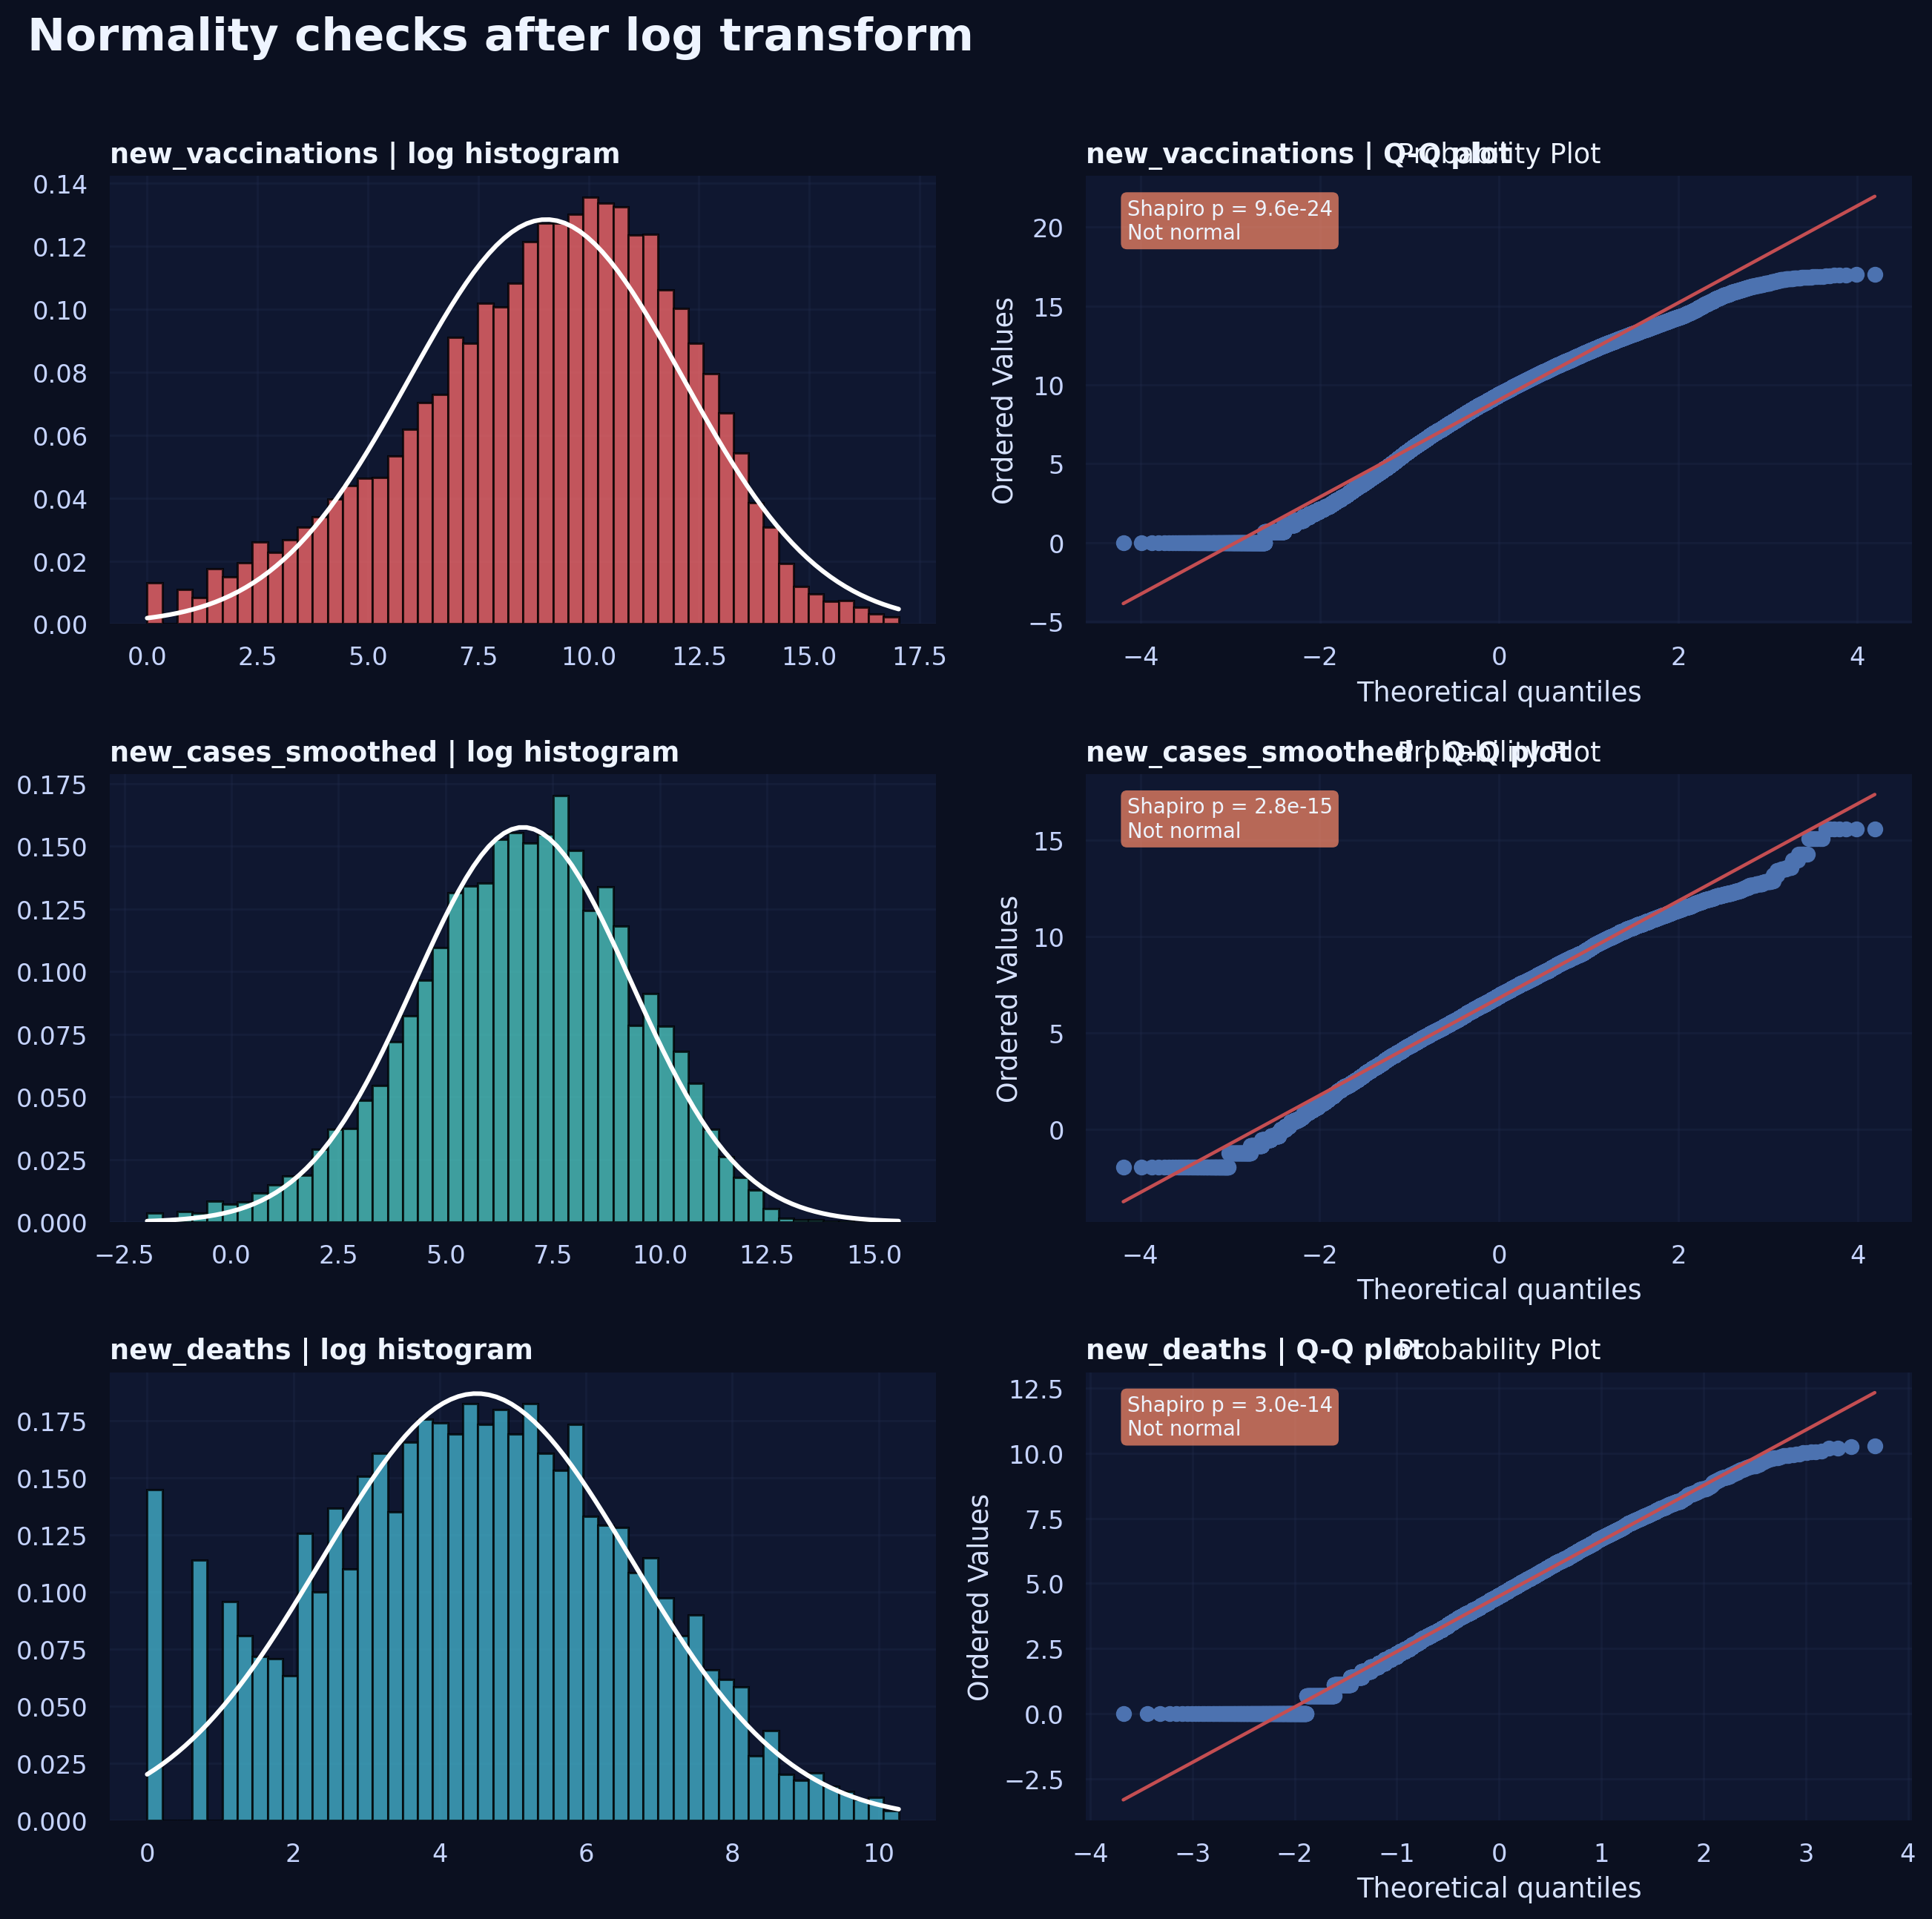 Normality checks after log transform
new_vaccinations | log histogram
0.14
0.12
0.10
0.08
0.06
0.04
0.02
0.00
0.0 2.5 5.0 7.5 10.0 12.5 15.0 17.5
new_vaccinations | Q-Q plot
Probability Plot
Shapiro p = 9.6e-24
Not normal
Ordered Values
20
15
10
5
0
−5
−4 −2 0 2 4
Theoretical quantiles
new_cases_smoothed | log histogram
0.175
0.150
0.125
0.100
0.075
0.050
0.025
0.000
−2.5 0.0 2.5 5.0 7.5 10.0 12.5 15.0
new_cases_smoothed | Q-Q plot
Probability Plot
Shapiro p = 2.8e-15
Not normal
Ordered Values
15
10
5
0
−4 −2 0 2 4
Theoretical quantiles
new_deaths | log histogram
0.175
0.150
0.125
0.100
0.075
0.050
0.025
0.000
0 2 4 6 8 10
new_deaths | Q-Q plot
Probability Plot
Shapiro p = 3.0e-14
Not normal
Ordered Values
12.5
10.0
7.5
5.0
2.5
0.0
−2.5
−4 −3 −2 −1 0 1 2 3 4
Theoretical quantiles